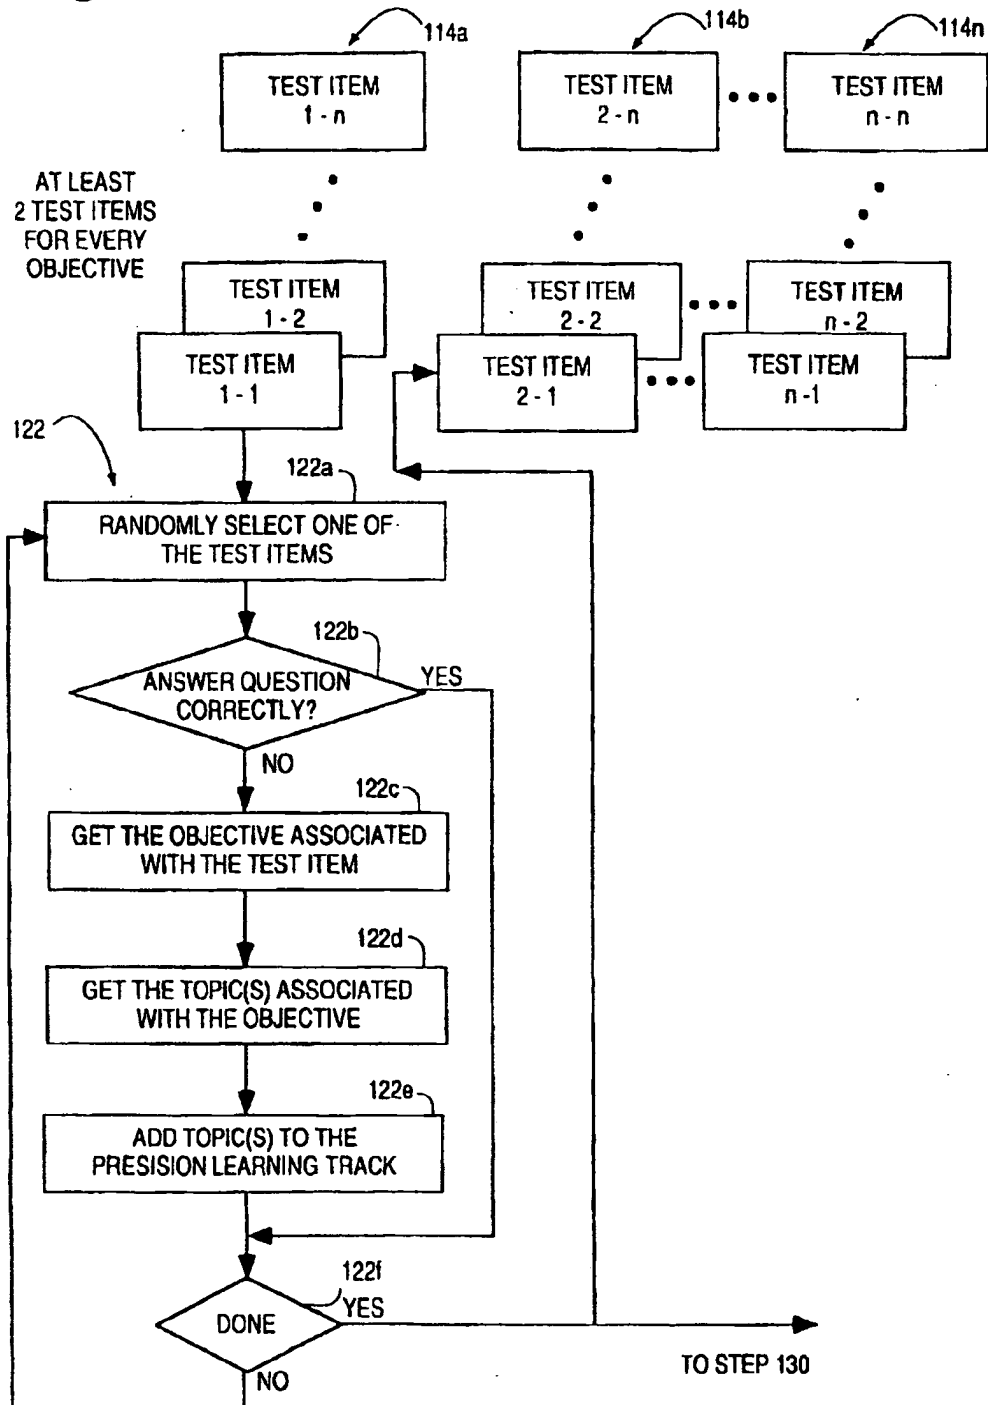 114a
114b
114n
TEST ITEM
1 - n
TEST ITEM
2 - n
TEST ITEM
n - n
AT LEAST
2 TEST ITEMS
FOR EVERY
OBJECTIVE
TEST ITEM
1 - 2
TEST ITEM
2 - 2
TEST ITEM
n - 2
TEST ITEM
1 - 1
TEST ITEM
2 - 1
TEST ITEM
n - 1
122
122a
RANDOMLY SELECT ONE OF
THE TEST ITEMS
122b
ANSWER QUESTION
CORRECTLY?
YES
NO
122c
GET THE OBJECTIVE ASSOCIATED
WITH THE TEST ITEM
122d
GET THE TOPIC(S) ASSOCIATED
WITH THE OBJECTIVE
122e
ADD TOPIC(S) TO THE
PRESISION LEARNING TRACK
122f
DONE
YES
NO
TO STEP 130